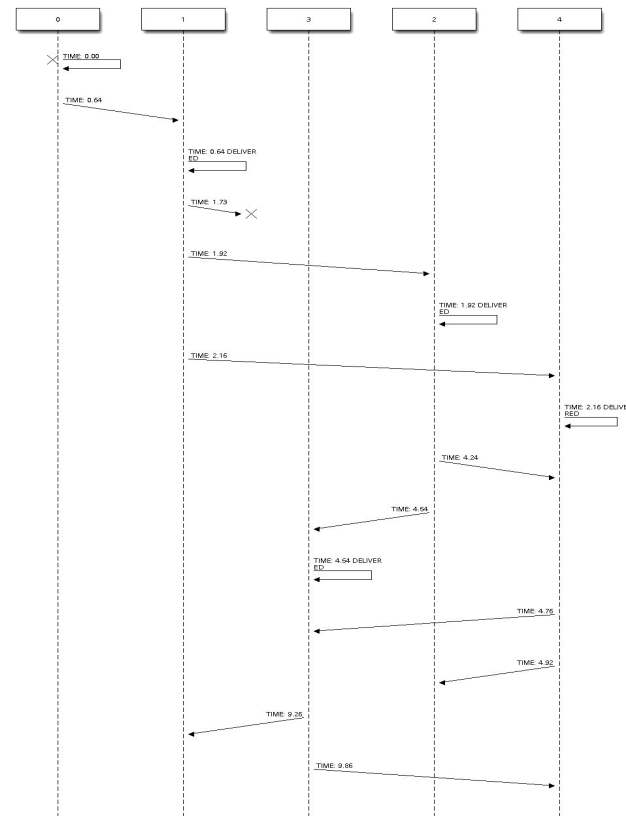 0 1 3 2 4
TIME: 0.00
TIME: 0.64
TIME: 0.64 DELIVER
ED
TIME: 1.73
TIME: 1.92
TIME: 1.92 DELIVER
ED
TIME: 2.16
TIME: 2.16 DELIVE
RED
TIME: 4.24
TIME: 4.54
TIME: 4.54 DELIVER
ED
TIME: 4.76
TIME: 4.92
TIME: 9.26
TIME: 9.86